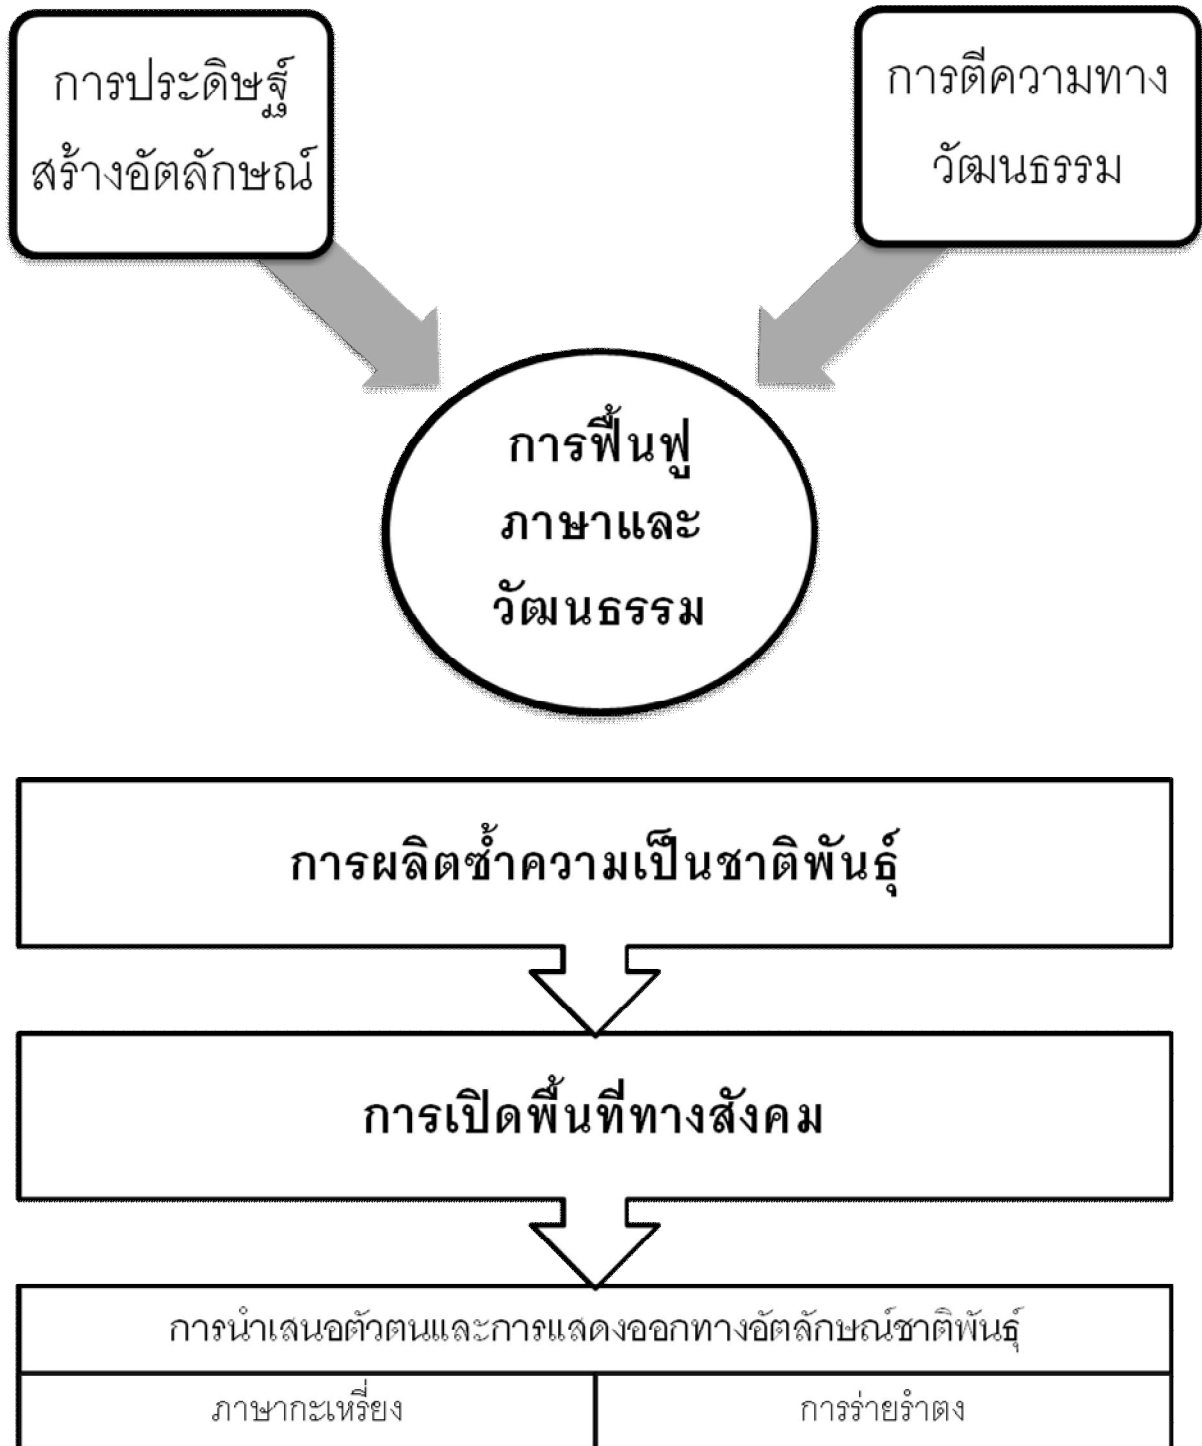 การประดิษฐ์
สร้างอัตลักษณ์
การตีความทาง
วัฒนธรรม
การฟื้นฟู
ภาษาและ
วัฒนธรรม
การผลิตซ้ำความเป็นชาติพันธุ์
การเปิดพื้นที่ทางสังคม
การนำเสนอตัวตนและการแสดงออกทางอัตลักษณ์ชาติพันธุ์
ภาษากะเหรี่ยง
การร่ายรำตง